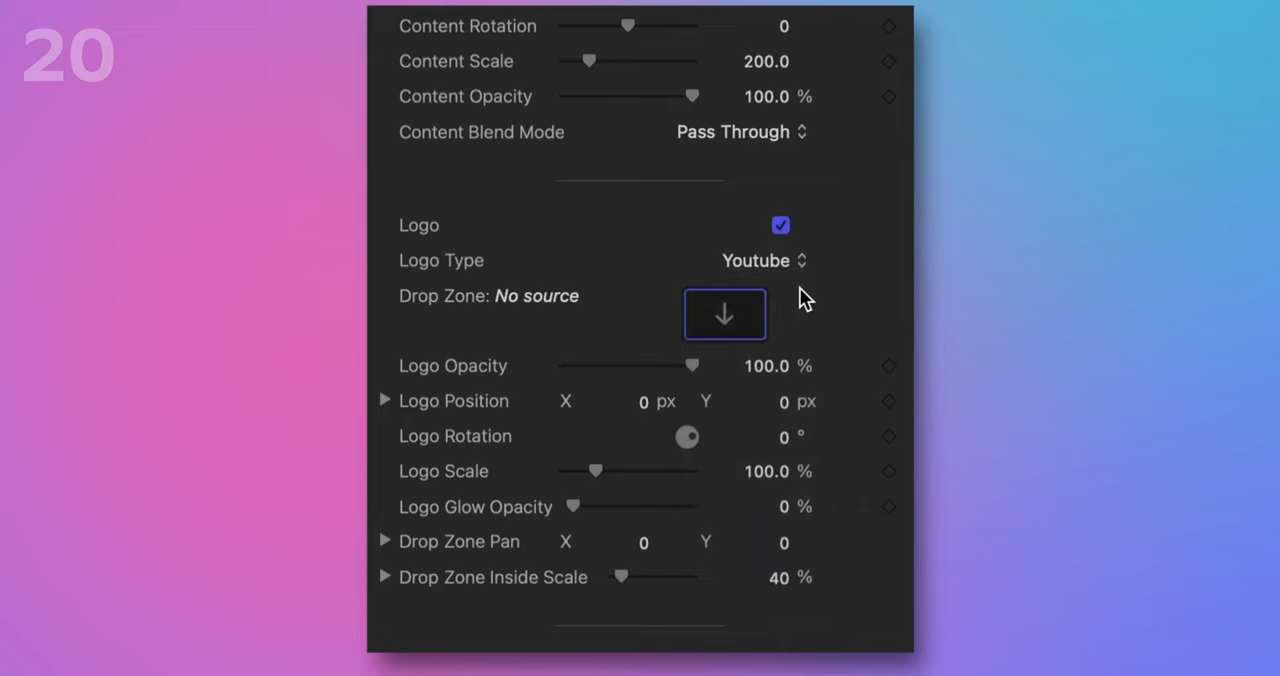 20
Content Rotation 0
Content Scale 200.0
Content Opacity 100.0 %
Content Blend Mode Pass Through
Logo
Logo Type Youtube
Drop Zone: No source
Logo Opacity 100.0 %
Logo Position X 0 px Y 0 px
Logo Rotation 0 °
Logo Scale 100.0 %
Logo Glow Opacity 0 %
Drop Zone Pan X 0 Y 0
Drop Zone Inside Scale 40 %